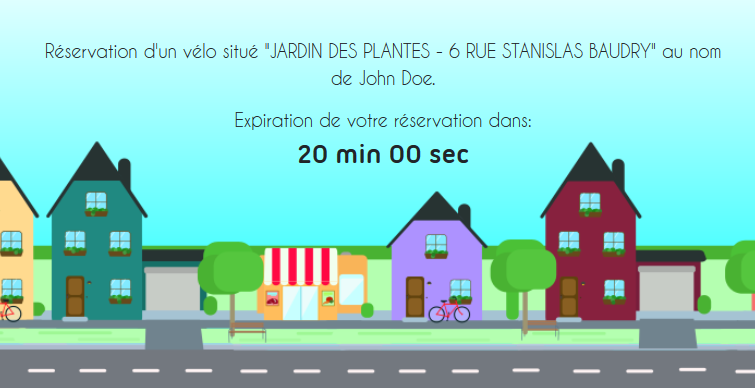 Réservation d'un vélo situé "JARDIN DES PLANTES - 6 RUE STANISLAS BAUDRY" au nom
de John Doe.
Expiration de votre réservation dans:
20 min 00 sec